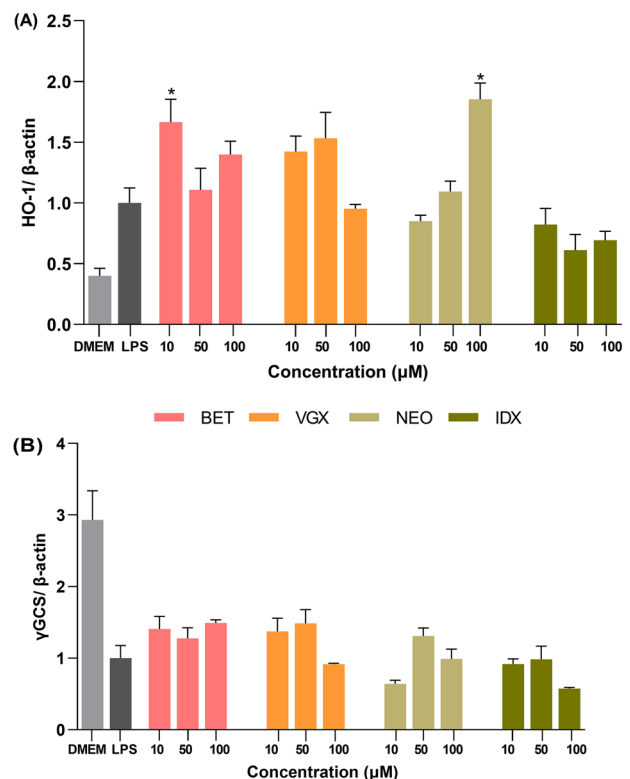 (A)
HO-1/ β-actin
2.5
2.0
1.5
1.0
0.5
0.0
*
*
DMEM LPS 10 50 100 10 50 100 10 50 100 10 50 100
Concentration (μM)
BET VGX NEO IDX
(B)
γGCS/ β-actin
4
3
2
1
0
DMEM LPS 10 50 100 10 50 100 10 50 100 10 50 100
Concentration (μM)